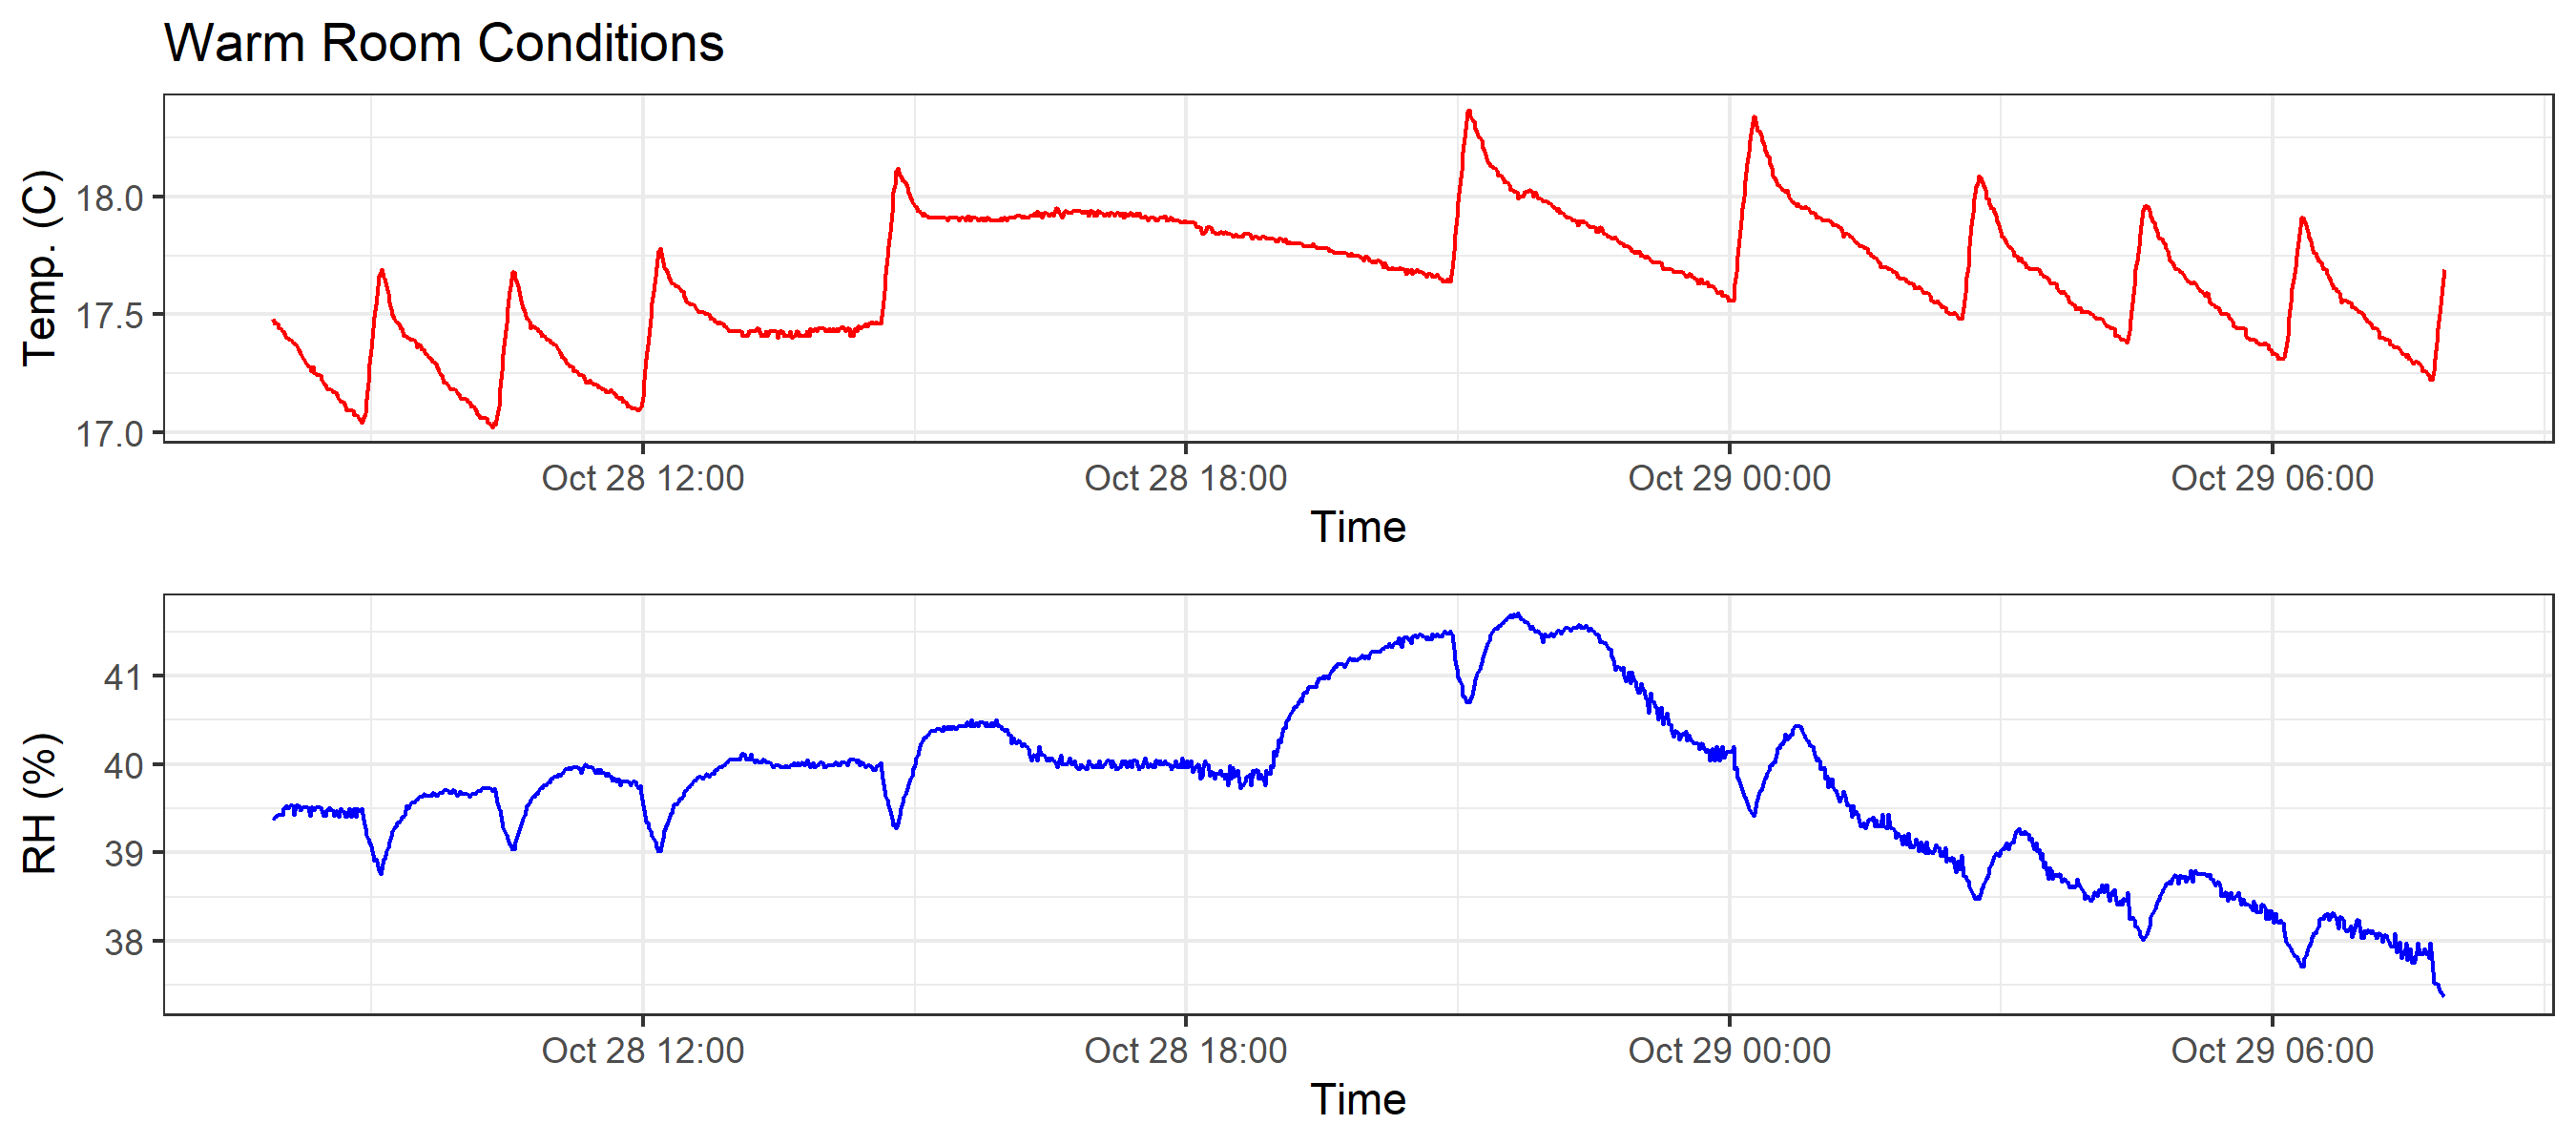 Warm Room Conditions
Temp. (C)
18.0
17.5
17.0
Oct 28 12:00 Oct 28 18:00 Oct 29 00:00 Oct 29 06:00
Time
RH (%)
41
40
39
38
Oct 28 12:00 Oct 28 18:00 Oct 29 00:00 Oct 29 06:00
Time